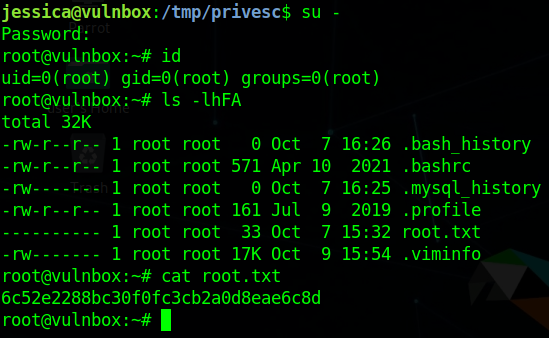 jessica@vulnbox:/tmp/privesc$ su -
Password:
root@vulnbox:~# id
uid=0(root) gid=0(root) groups=0(root)
root@vulnbox:~# ls -lhFA
total 32K
-rw-r--r-- 1 root root   0 Oct  7 16:26 .bash_history
-rw-r--r-- 1 root root 571 Apr 10  2021 .bashrc
-rw------- 1 root root   0 Oct  7 16:25 .mysql_history
-rw-r--r-- 1 root root 161 Jul  9  2019 .profile
---------- 1 root root  33 Oct  7 15:32 root.txt
-rw------- 1 root root 17K Oct  9 15:54 .viminfo
root@vulnbox:~# cat root.txt
6c52e2288bc30f0fc3cb2a0d8eae6c8d
root@vulnbox:~#